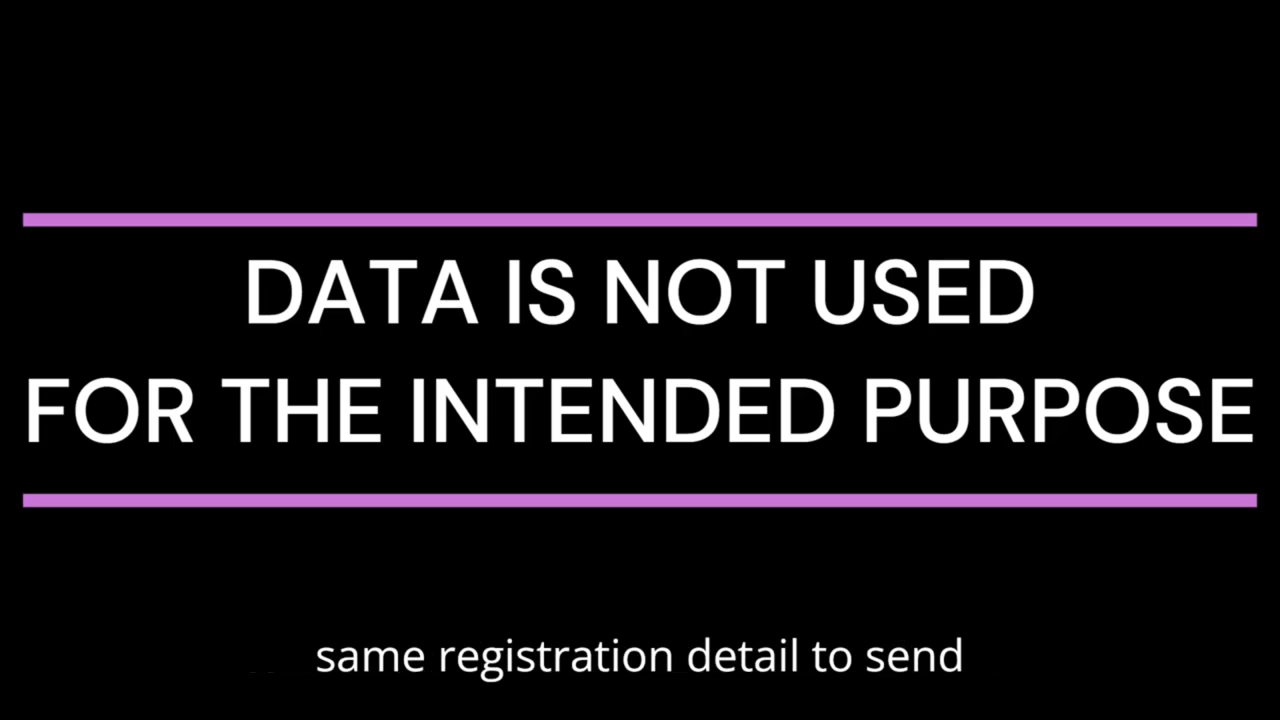 DATA IS NOT USED
FOR THE INTENDED PURPOSE
same registration detail to send